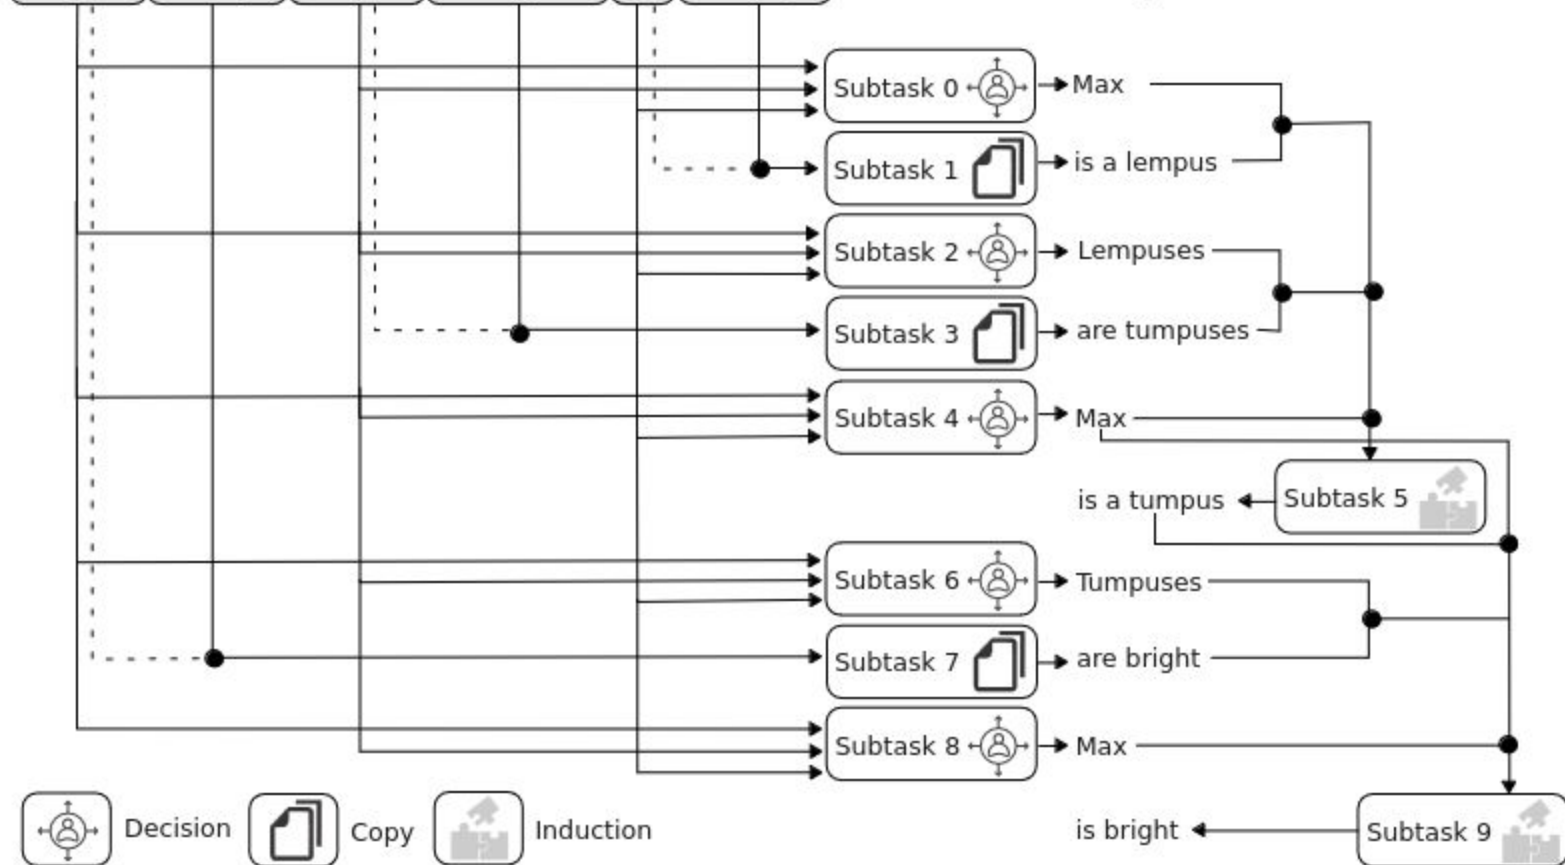 Subtask 0
Max
Subtask 1
is a lempus
Subtask 2
Lempuses
Subtask 3
are tumpuses
Subtask 4
Max
is a tumpus
Subtask 5
Subtask 6
Tumpuses
Subtask 7
are bright
Subtask 8
Max
Decision
Copy
Induction
is bright
Subtask 9